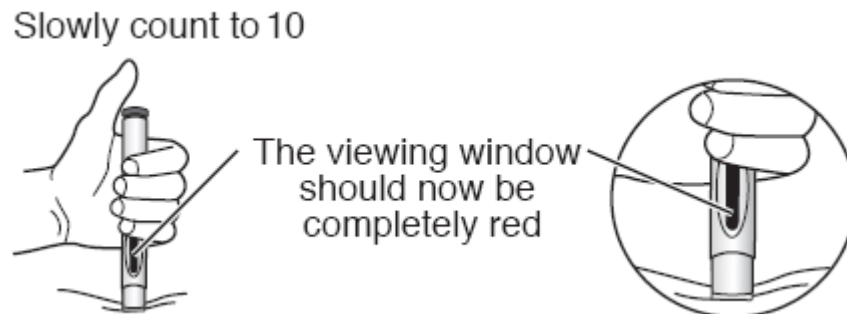 Slowly count to 10
The viewing window
should now be
completely red